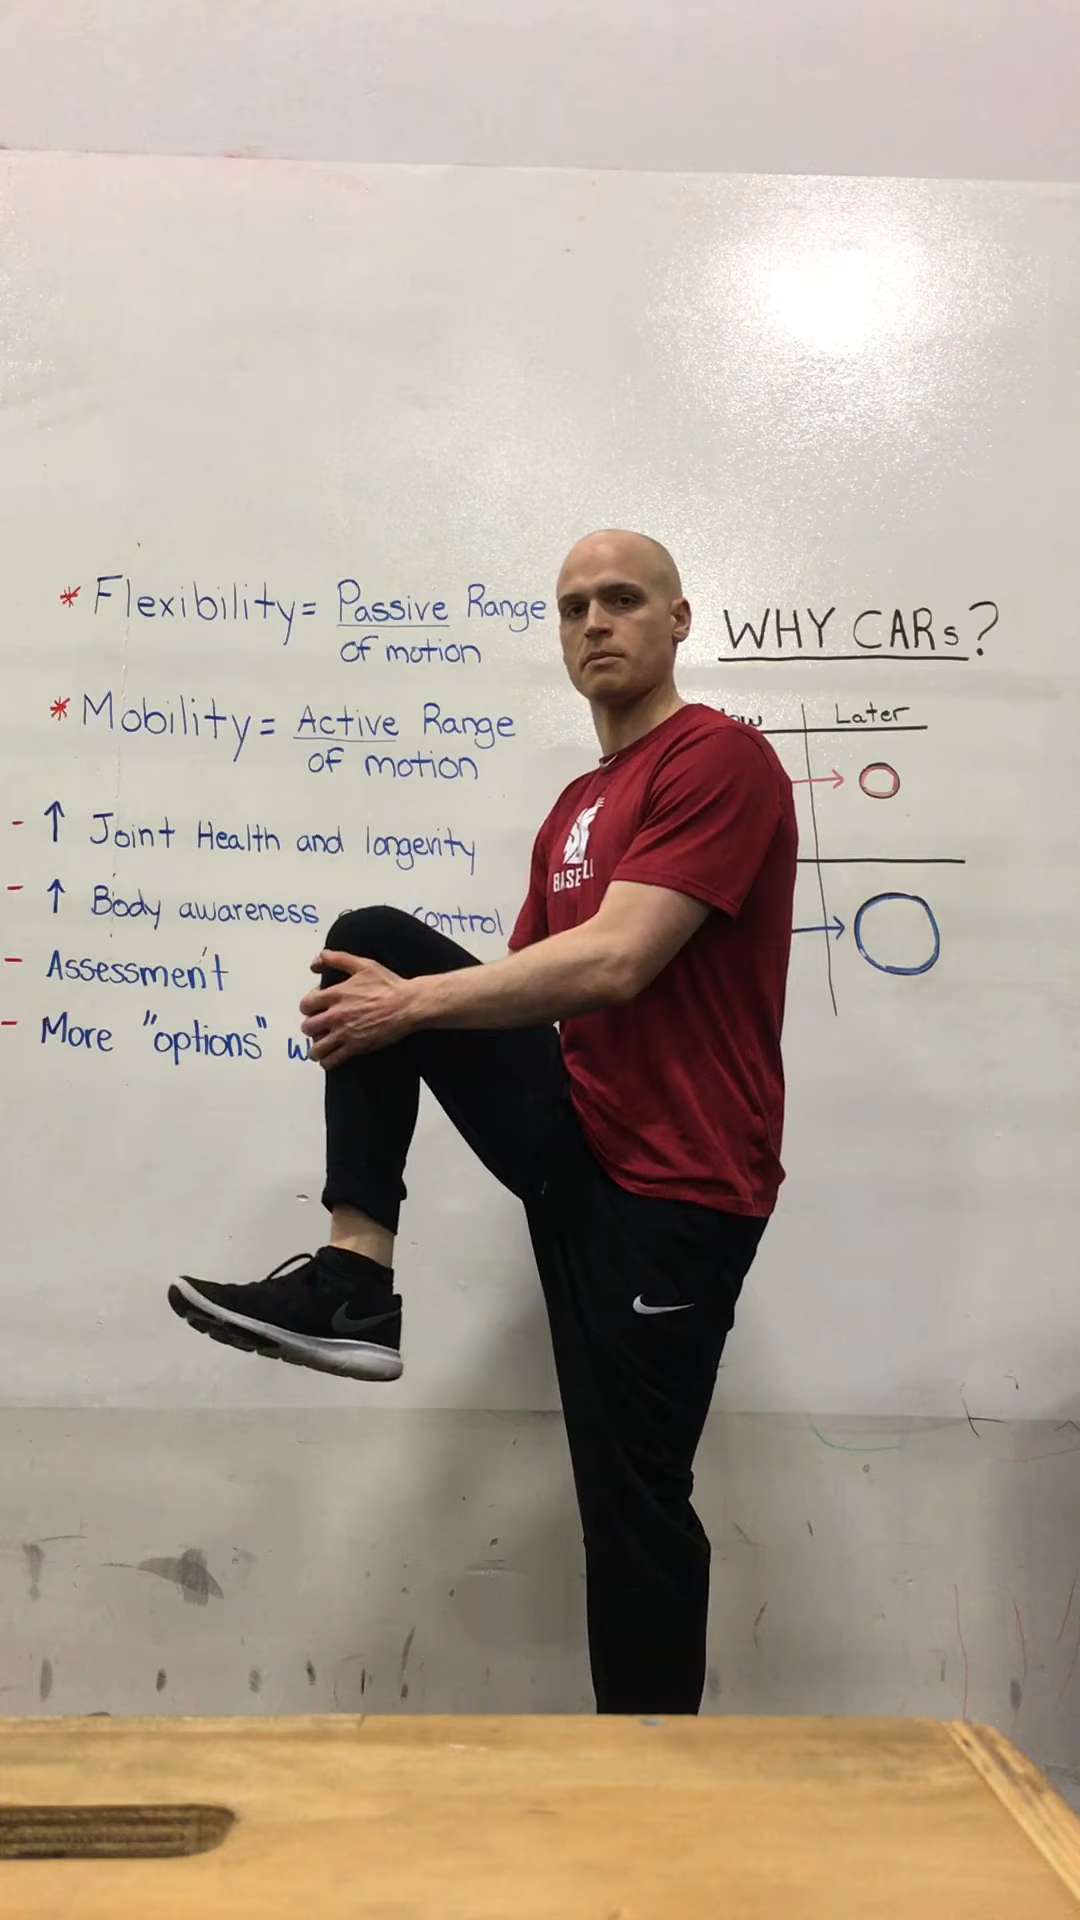 * Flexibility = Passive Range
of motion
* Mobility = Active Range
of motion
- ↑ Joint Health and longevity
- ↑ Body awareness control
- Assessment
- More "options"
WHY CARs?
Later